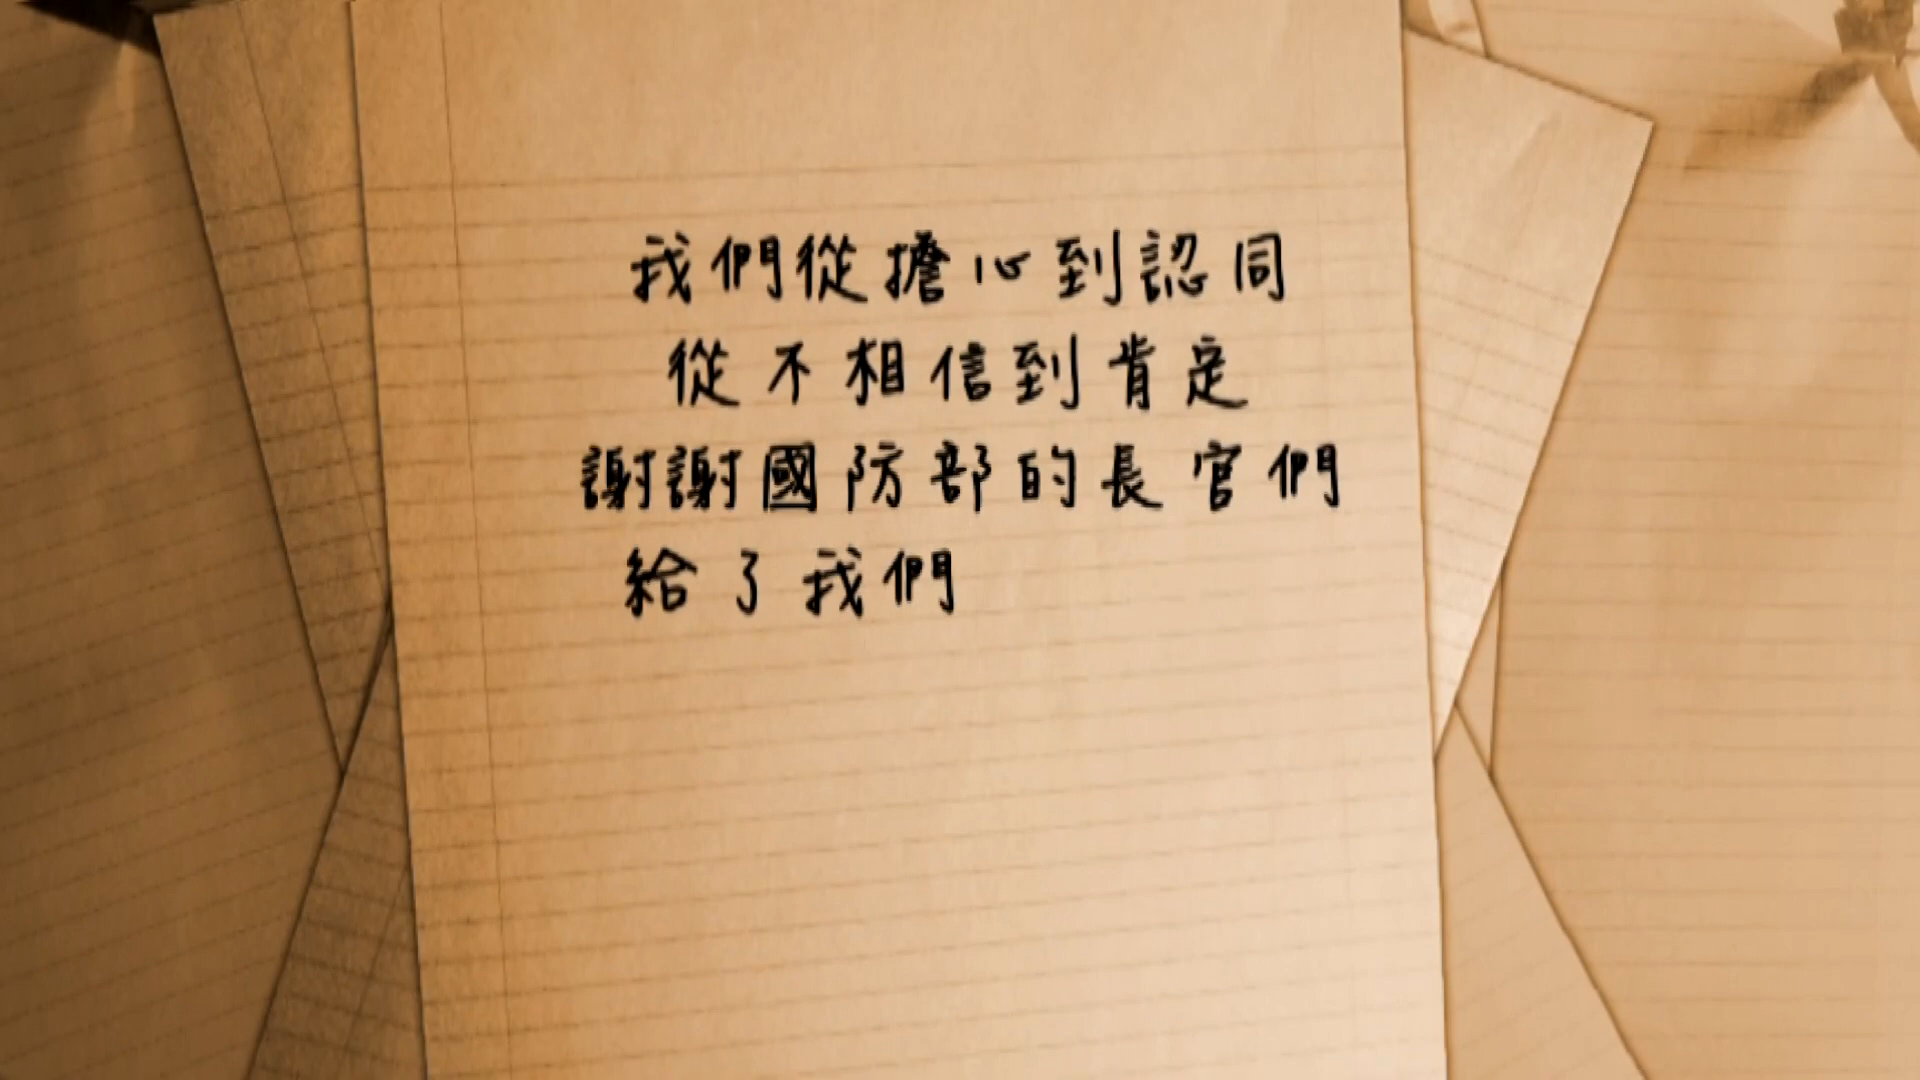 我們從擔心到認同
從不相信到肯定
謝謝國防部的長官們
給了我們